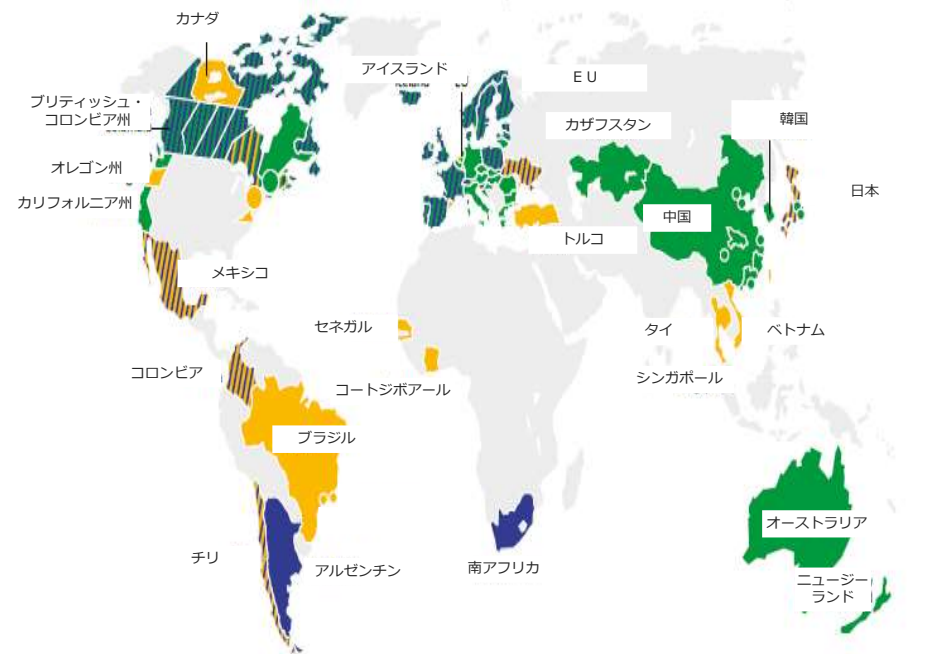 カナダ
アイスランド
ＥＵ
ブリティッシュ・
コロンビア州
カザフスタン
韓国
オレゴン州
日本
カリフォルニア州
中国
トルコ
メキシコ
セネガル
タイ
ベトナム
コロンビア
シンガポール
コートジボアール
ブラジル
オーストラリア
チリ
アルゼンチン
南アフリカ
ニュージー
ランド